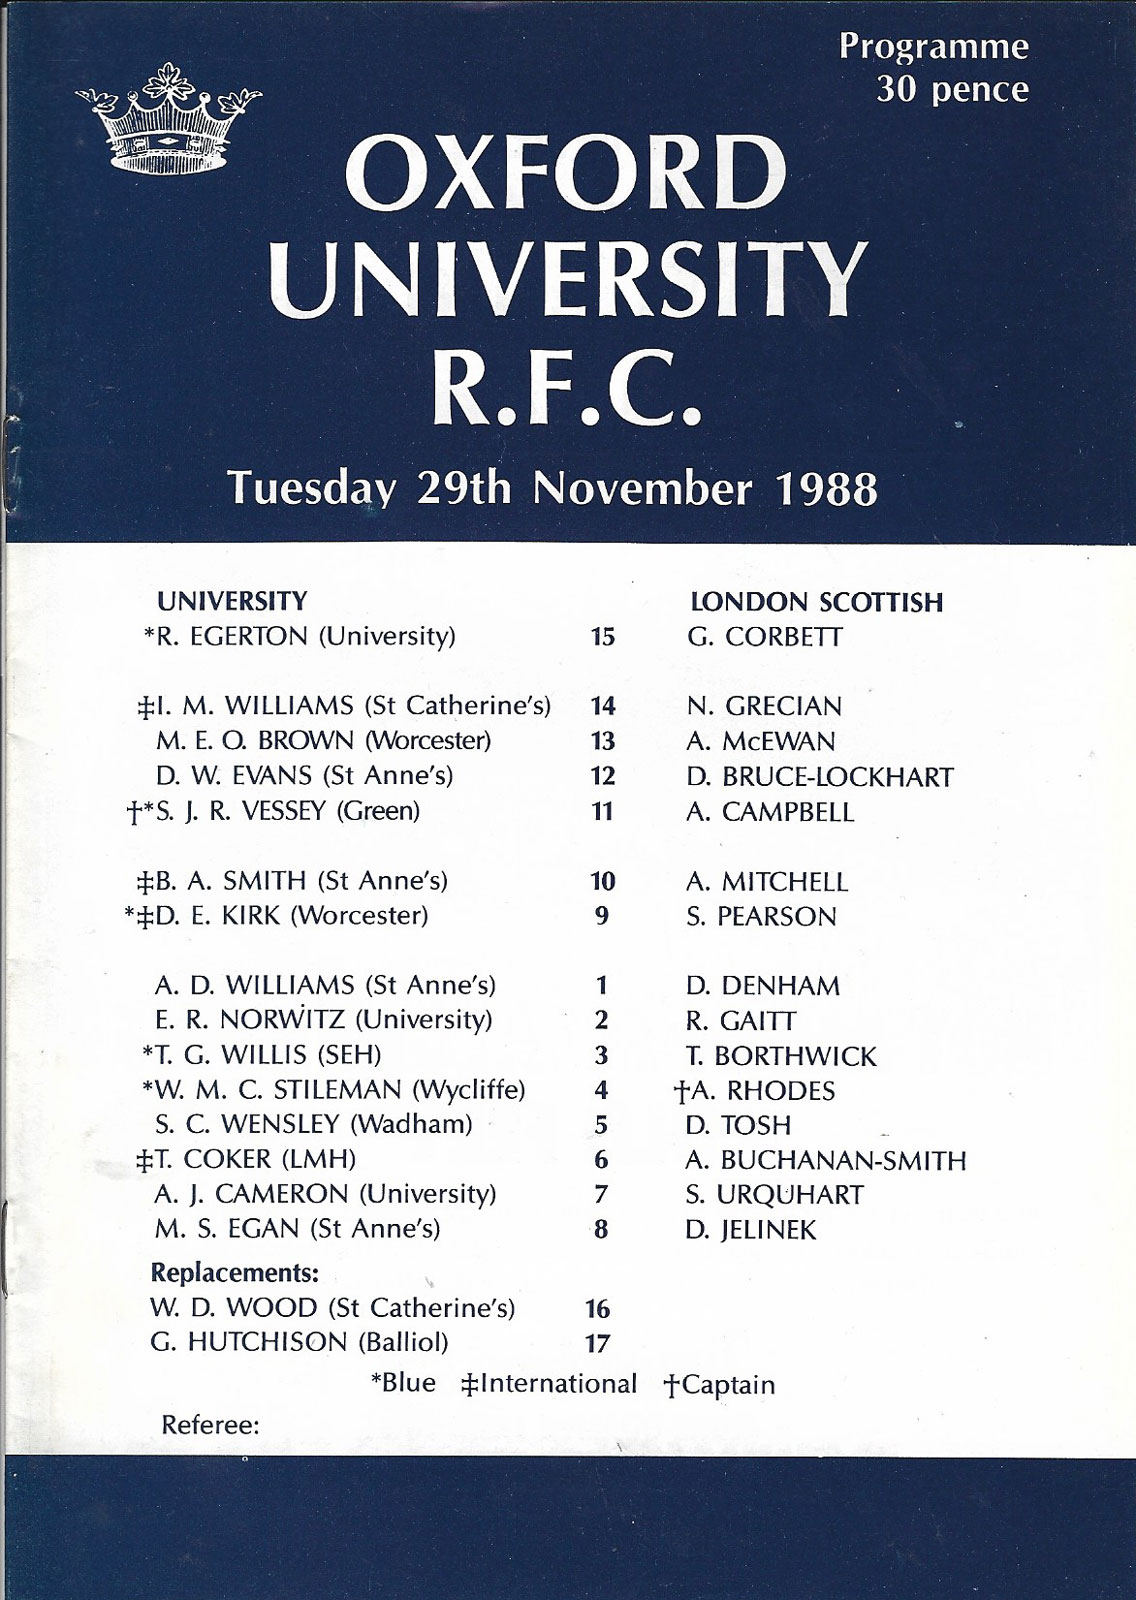 Programme
30 pence
OXFORD
UNIVERSITY
R.F.C.
Tuesday 29th November 1988
UNIVERSITY LONDON SCOTTISH
*R. EGERTON (University) 15 G. CORBETT
‡I. M. WILLIAMS (St Catherine's) 14 N. GRECIAN
M. E. O. BROWN (Worcester) 13 A. McEWAN
D. W. EVANS (St Anne's) 12 D. BRUCE-LOCKHART
†*S. J. R. VESSEY (Green) 11 A. CAMPBELL
‡B. A. SMITH (St Anne's) 10 A. MITCHELL
*‡D. E. KIRK (Worcester) 9 S. PEARSON
A. D. WILLIAMS (St Anne's) 1 D. DENHAM
E. R. NORWITZ (University) 2 R. GAITT
*T. G. WILLIS (SEH) 3 T. BORTHWICK
*W. M. C. STILEMAN (Wycliffe) 4 †A. RHODES
S. C. WENSLEY (Wadham) 5 D. TOSH
‡T. COKER (LMH) 6 A. BUCHANAN-SMITH
A. J. CAMERON (University) 7 S. URQUHART
M. S. EGAN (St Anne's) 8 D. JELINEK
Replacements:
W. D. WOOD (St Catherine's) 16
G. HUTCHISON (Balliol) 17
*Blue ‡International †Captain
Referee: